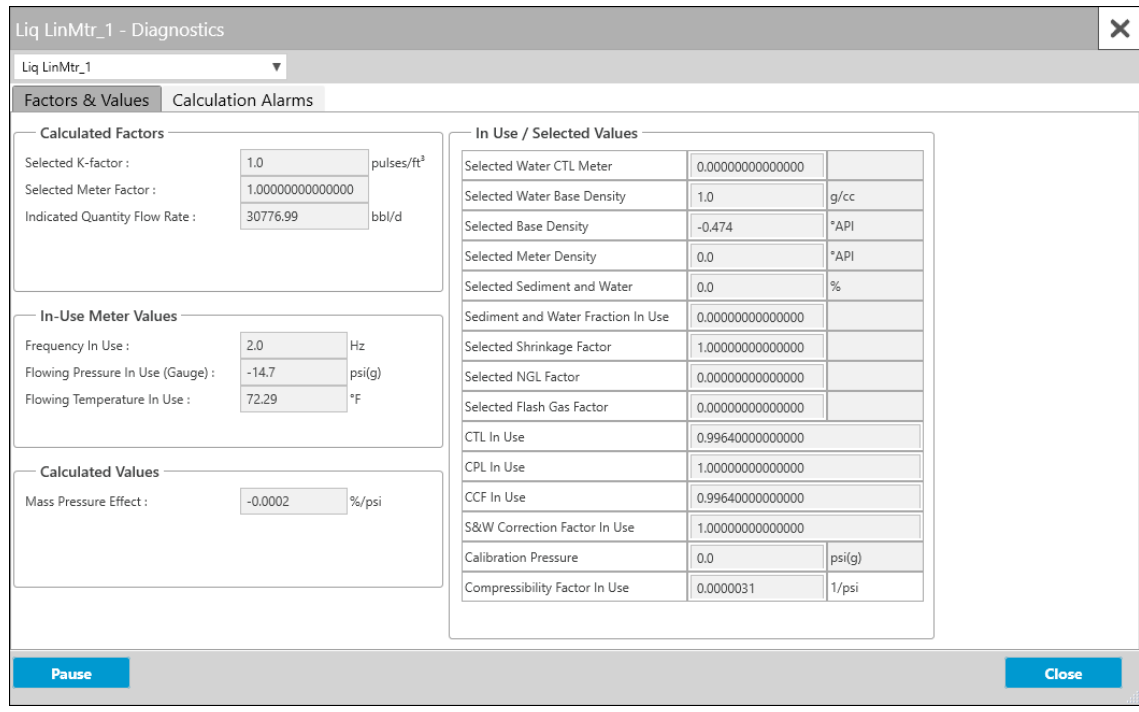 Liq LinMtr_1 - Diagnostics
Liq LinMtr_1
Factors & Values Calculation Alarms
Calculated Factors
Selected K-factor : 1.0 pulses/ft³
Selected Meter Factor : 1.00000000000000
Indicated Quantity Flow Rate : 30776.99 bbl/d
In-Use Meter Values
Frequency In Use : 2.0 Hz
Flowing Pressure In Use (Gauge) : -14.7 psi(g)
Flowing Temperature In Use : 72.29 °F
Calculated Values
Mass Pressure Effect : -0.0002 %/psi
In Use / Selected Values
Selected Water CTL Meter 0.00000000000000
Selected Water Base Density 1.0 g/cc
Selected Base Density -0.474 °API
Selected Meter Density 0.0 °API
Selected Sediment and Water 0.0 %
Sediment and Water Fraction In Use 0.00000000000000
Selected Shrinkage Factor 1.00000000000000
Selected NGL Factor 0.00000000000000
Selected Flash Gas Factor 0.00000000000000
CTL In Use 0.99640000000000
CPL In Use 1.00000000000000
CCF In Use 0.99640000000000
S&W Correction Factor In Use 1.00000000000000
Calibration Pressure 0.0 psi(g)
Compressibility Factor In Use 0.0000031 1/psi
Pause Close